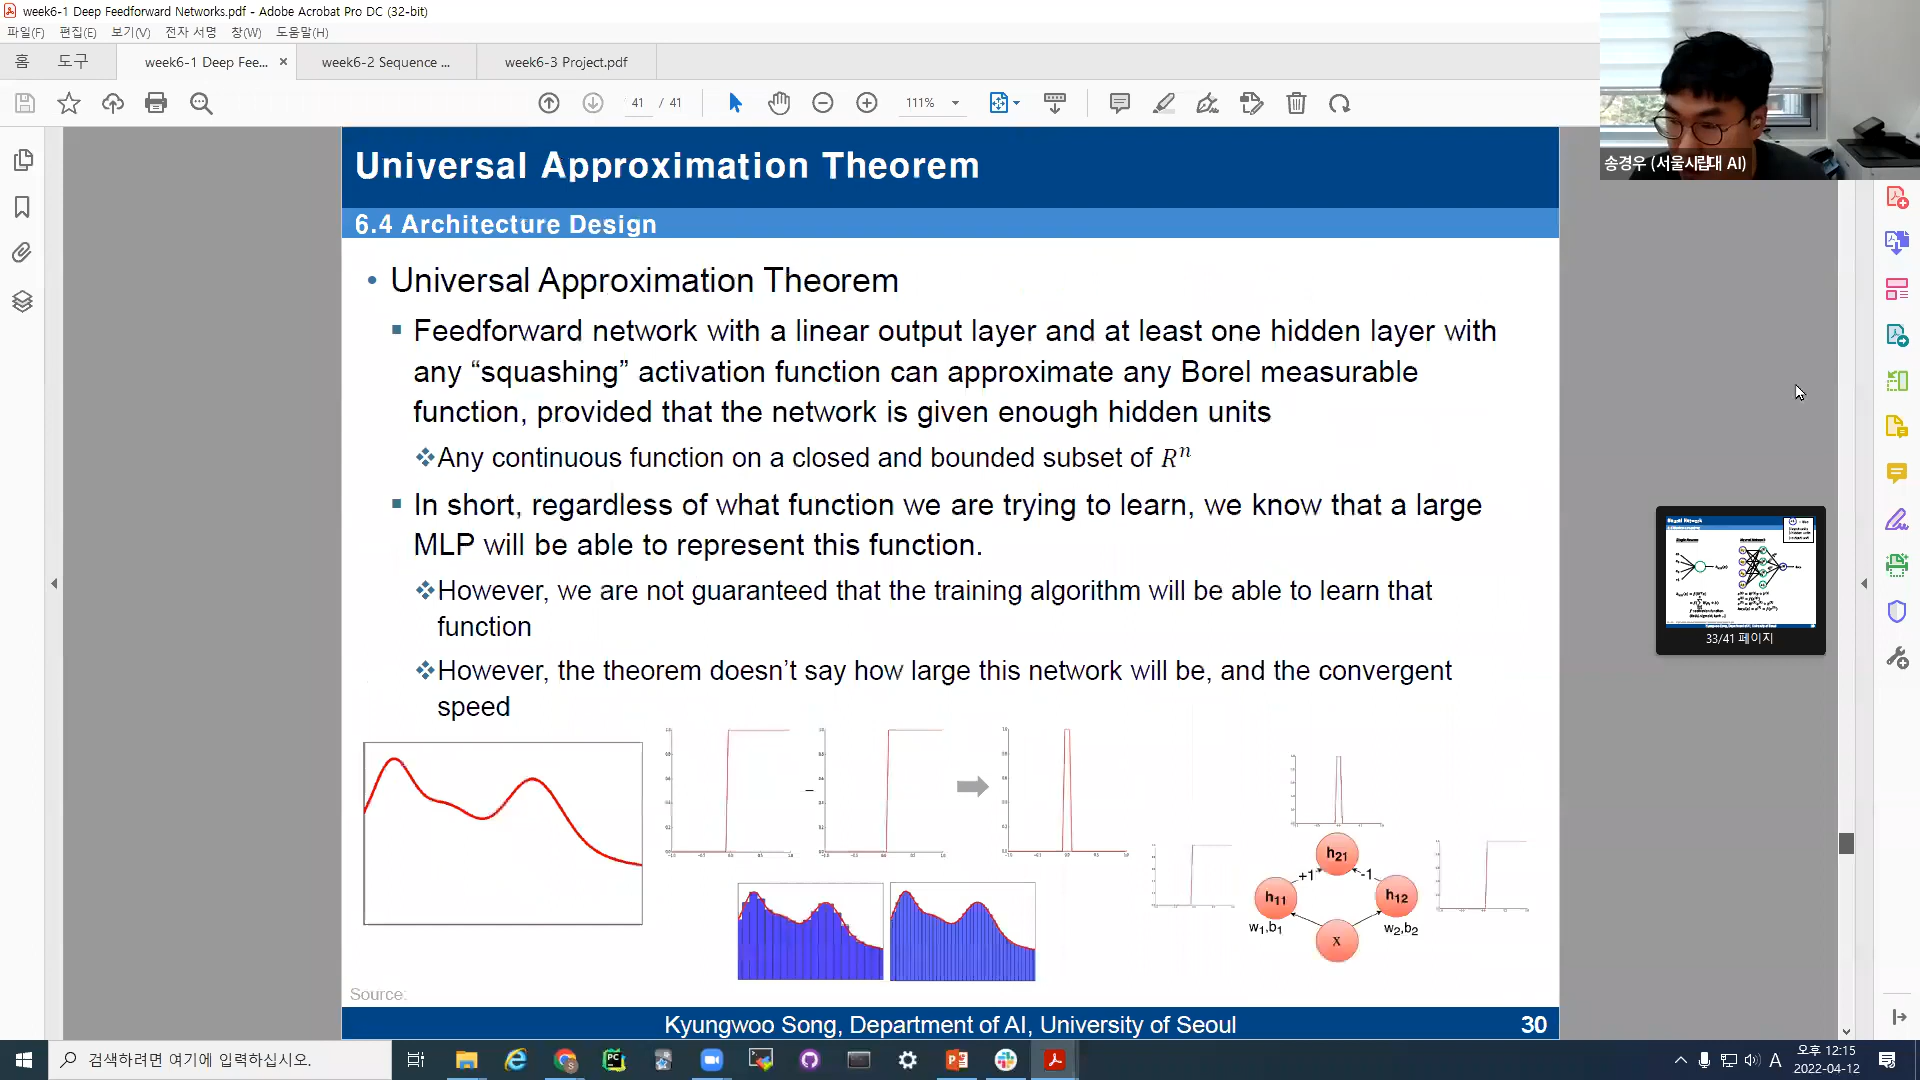 week6-1 Deep Feedforward Networks.pdf - Adobe Acrobat Pro DC (32-bit)
파일(F) 편집(E) 보기(V) 전자 서명 창(W) 도움말(H)
홈 도구 week6-1 Deep Fee... × week6-2 Sequence ... week6-3 Project.pdf
41 / 41 111%
송경우 (서울시립대 AI)
Universal Approximation Theorem
6.4 Architecture Design
• Universal Approximation Theorem
Feedforward network with a linear output layer and at least one hidden layer with
any “squashing” activation function can approximate any Borel measurable
function, provided that the network is given enough hidden units
Any continuous function on a closed and bounded subset of Rⁿ
In short, regardless of what function we are trying to learn, we know that a large
MLP will be able to represent this function.
However, we are not guaranteed that the training algorithm will be able to learn that
function
However, the theorem doesn’t say how large this network will be, and the convergent
speed
33/41 페이지
h21
+1 -1
h11 h12
w1,b1 w2,b2
x
Source:
Kyungwoo Song, Department of AI, University of Seoul 30
검색하려면 여기에 입력하십시오.
A 오후 12:15
2022-04-12